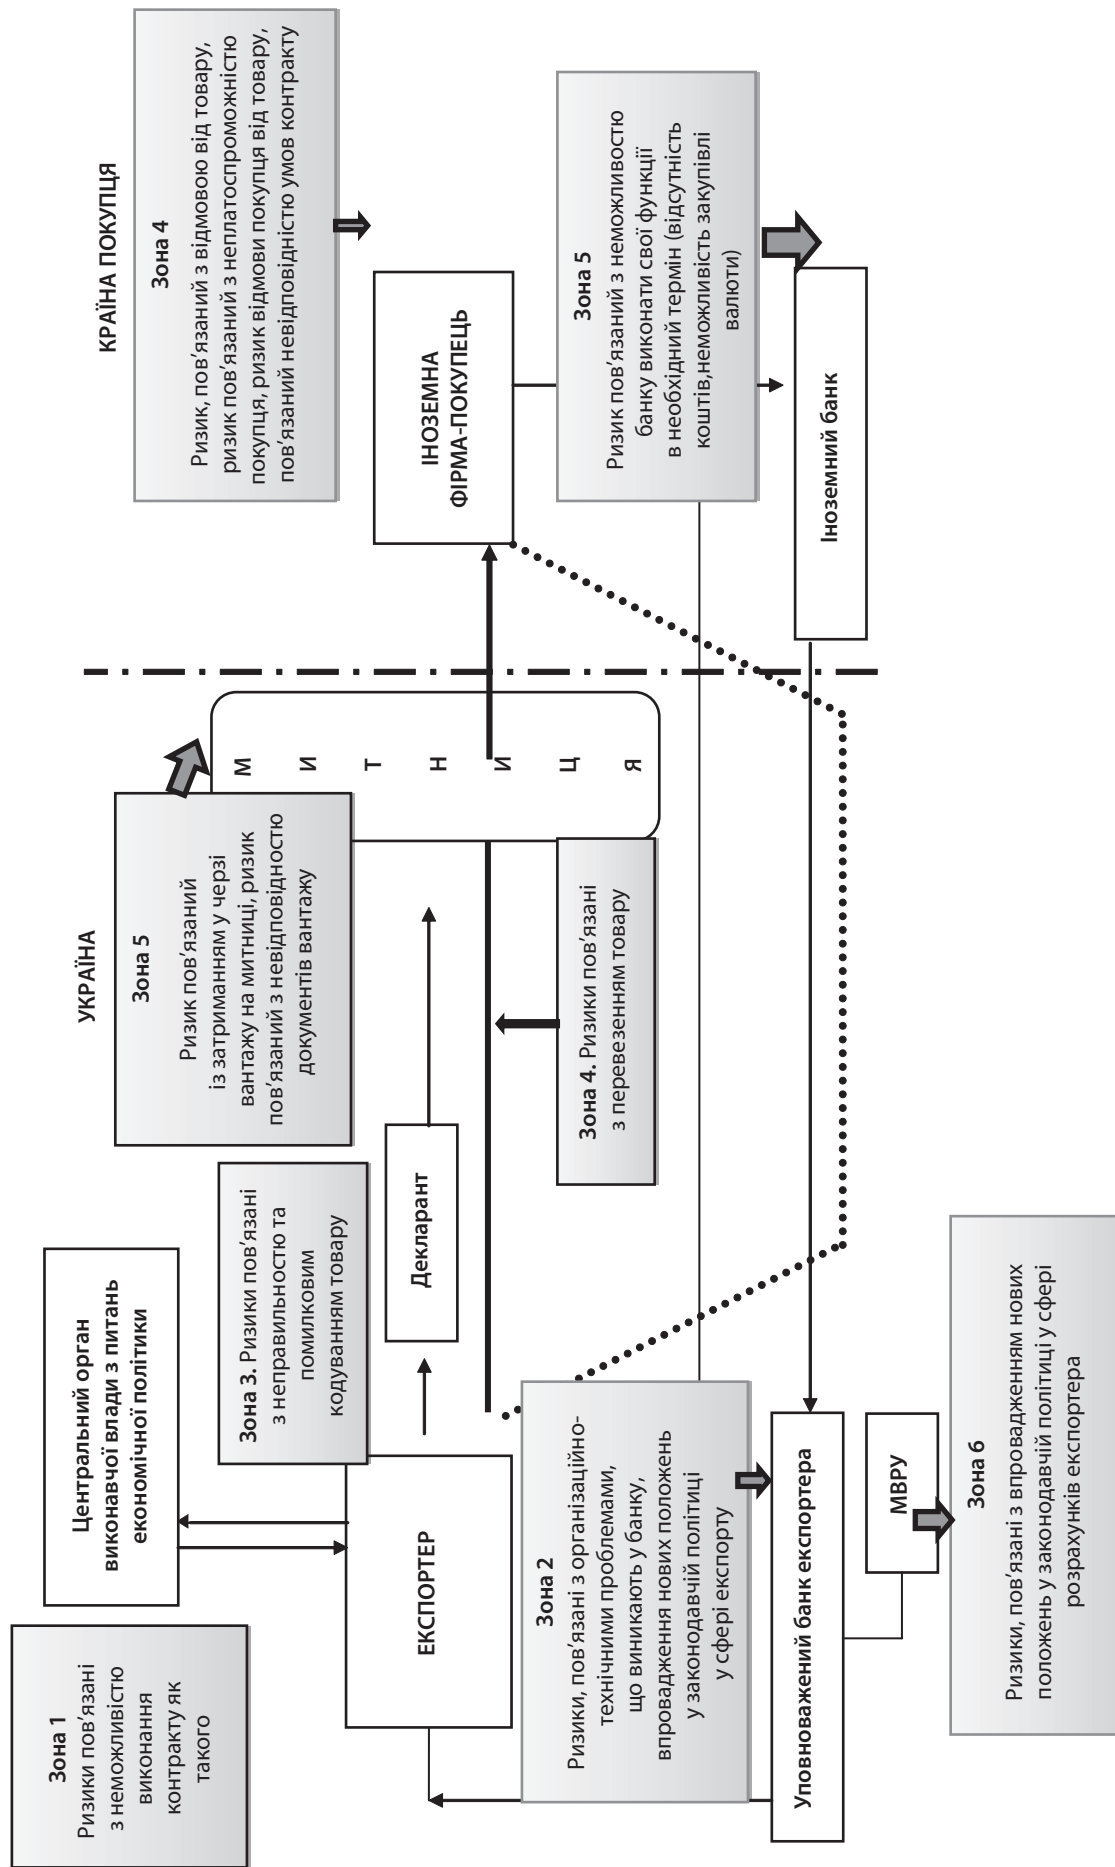 УКРАЇНА
КРАЇНА ПОКУПЦЯ
Зона 1
Ризики пов’язані
з неможливістю
виконання
контракту як
такого
Центральний орган
виконавчої влади з питань
економічної політики
Зона 3. Ризики пов’язані
з неправильностю та
помилковим
кодуванням товару
Зона 5
Ризик пов’язаний
із затриманням у черзі
вантажу на митниці, ризик
пов’язаний з невідповідностю
документів вантажу
Зона 4
Ризик, пов’язаний з відмовою від товару,
ризик пов’язаний з неплатоспроможністю
покупця, ризик відмови покупця від товару,
пов’язаний невідповідністю умов контракту
ЕКСПОРТЕР
Декларант
М И Т Н И Ц Я
ІНОЗЕМНА
ФІРМА-ПОКУПЕЦЬ
Зона 2
Ризики, пов’язані з організаційно-
технічними проблемами,
що виникають у банку,
впровадження нових положень
у законодавчій політиці
у сфері експорту
Зона 4. Ризики пов’язані
з перевезенням товару
Зона 5
Ризик пов’язаний з неможливостю
банку виконати свої функції
в необхідний термін (відсутність
коштів,неможливість закупівлі
валюти)
Уповноважений банк експортера
Іноземний банк
МВРУ
Зона 6
Ризики, пов’язані з впровадженням нових
положень у законодавчій політиці у сфері
розрахунків експортера